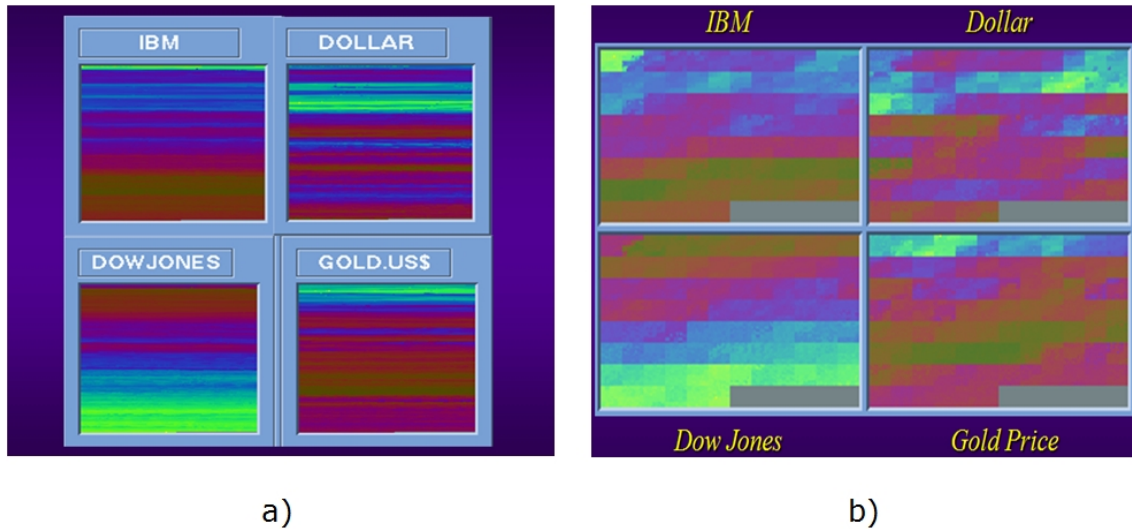 IBM
DOLLAR
DOWJONES
GOLD.US$
IBM
Dollar
Dow Jones
Gold Price
a)
b)